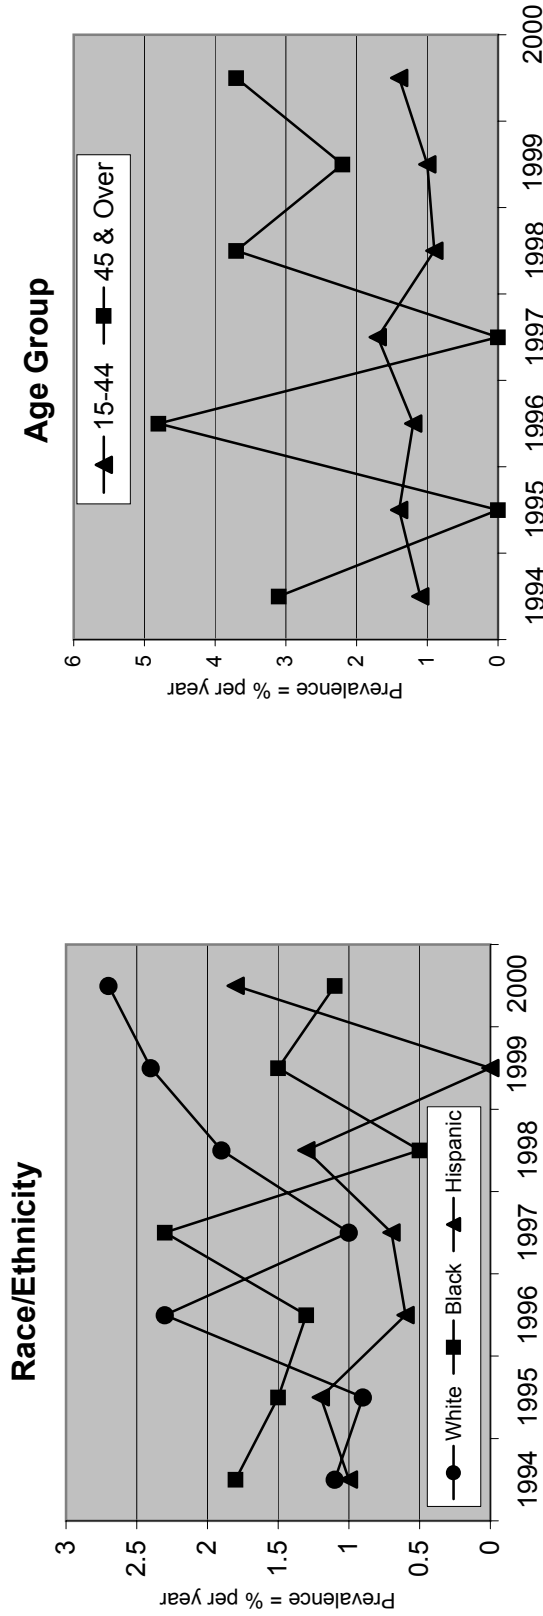 Race/Ethnicity
3
2.5
2
1.5
1
0.5
0
Prevalence = % per year
1994 1995 1996 1997 1998 1999 2000
White Black Hispanic
Age Group
15-44 45 & Over
6
5
4
3
2
1
0
Prevalence = % per year
1994 1995 1996 1997 1998 1999 2000